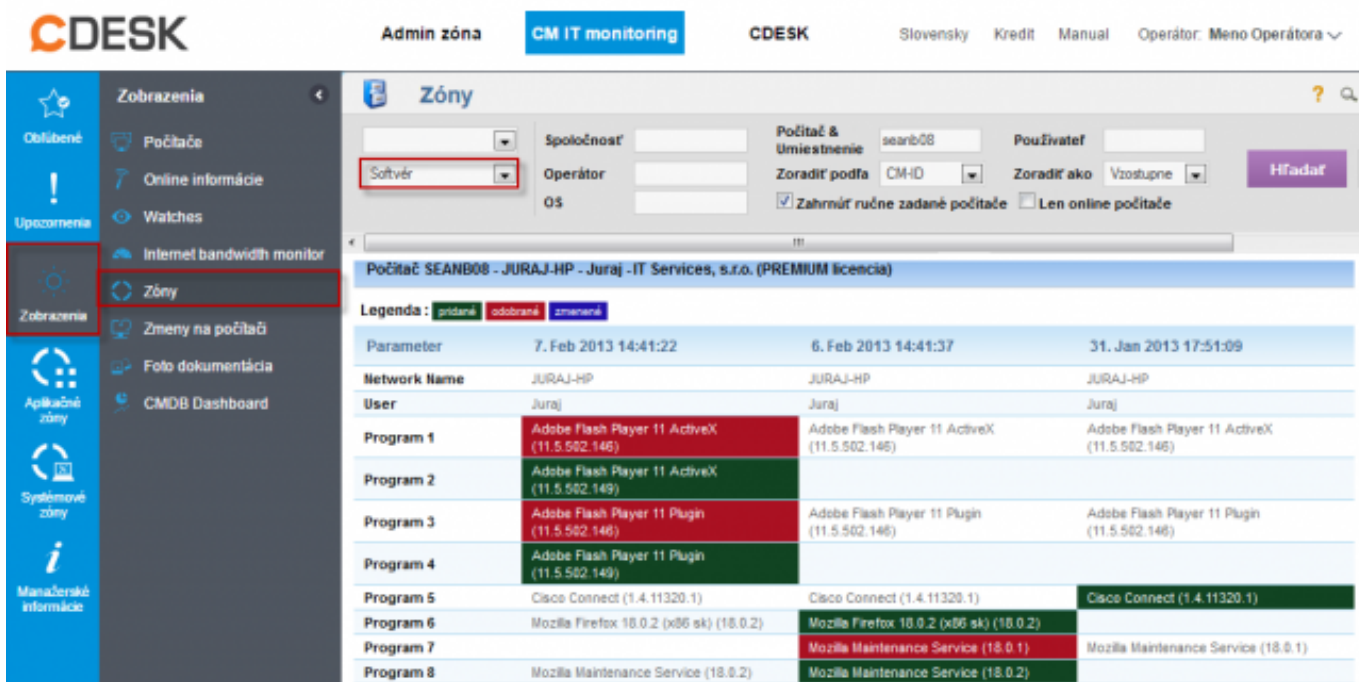 CDESK
Admin zóna CM IT monitoring CDESK Slovensky Kredit Manual Operátor: Meno Operátora
Obľúbené
Upozornenia
Zobrazenia
Aplikačné
zóny
Systémové
zóny
Manažerské
informácie
Zobrazenia
Počítače
Online informácie
Watches
Internet bandwidth monitor
Zóny
Zmeny na počítači
Foto dokumentácia
CMDB Dashboard
Zóny ?
Spoločnosť Počítač & Umiestnenie seanb08 Používateľ
Softvér Operátor Zoradiť podľa CM-ID Zoradiť ako Vzostupne Hľadať
OS Zahrnúť ručne zadané počítače Len online počítače
Počítač SEANB08 - JURAJ-HP - Juraj -IT Services, s.r.o. (PREMIUM licencia)
Legenda : pridané odobrané zmenené
Parameter 7. Feb 2013 14:41:22 6. Feb 2013 14:41:37 31. Jan 2013 17:51:09
Network Name JURAJ-HP JURAJ-HP JURAJ-HP
User Juraj Juraj Juraj
Program 1 Adobe Flash Player 11 ActiveX (11.5.502.146) Adobe Flash Player 11 ActiveX (11.5.502.146) Adobe Flash Player 11 ActiveX (11.5.502.146)
Program 2 Adobe Flash Player 11 ActiveX (11.5.502.149)
Program 3 Adobe Flash Player 11 Plugin (11.5.502.146) Adobe Flash Player 11 Plugin (11.5.502.146) Adobe Flash Player 11 Plugin (11.5.502.146)
Program 4 Adobe Flash Player 11 Plugin (11.5.502.149)
Program 5 Cisco Connect (1.4.11320.1) Cisco Connect (1.4.11320.1) Cisco Connect (1.4.11320.1)
Program 6 Mozilla Firefox 18.0.2 (x86 sk) (18.0.2) Mozilla Firefox 18.0.2 (x86 sk) (18.0.2)
Program 7 Mozilla Maintenance Service (18.0.1) Mozilla Maintenance Service (18.0.1)
Program 8 Mozilla Maintenance Service (18.0.2) Mozilla Maintenance Service (18.0.2)